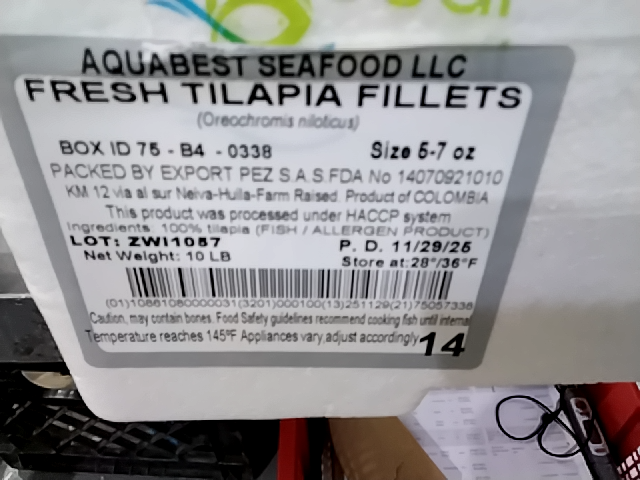 AQUABEST SEAFOOD LLC
FRESH TILAPIA FILLETS
(Oreochromis niloticus)
BOX ID 75 - B4 - 0338 Size 5-7 oz
PACKED BY EXPORT PEZ S.A.S.FDA No 14070921010
KM 12 via al sur Neiva-Huila-Farm Raised. Product of COLOMBIA
This product was processed under HACCP system
Ingredients: 100% tilapia (FISH / ALLERGEN PRODUCT)
LOT: ZWI1057 P. D. 11/29/25
Net Weight: 10 LB Store at:28°/36°F
(01)10861080000031(3201)000100(13)251129(21)75057338
Caution, may contain bones. Food Safety guidelines recommend cooking fish until internal
Temperature reaches 145ºF Appliances vary,adjust accordingly 14